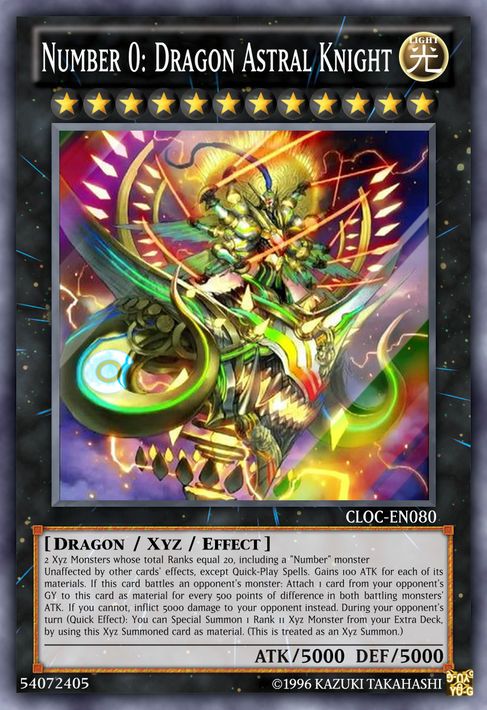 NUMBER 0: DRAGON ASTRAL KNIGHT
LIGHT
光
CLOC-EN080
[ DRAGON / XYZ / EFFECT ]
2 Xyz Monsters whose total Ranks equal 20, including a "Number" monster
Unaffected by other cards' effects, except Quick-Play Spells. Gains 100 ATK for each of its
materials. If this card battles an opponent's monster: Attach 1 card from your opponent's
GY to this card as material for every 500 points of difference in both battling monsters'
ATK. If you cannot, inflict 5000 damage to your opponent instead. During your opponent's
turn (Quick Effect): You can Special Summon 1 Rank 11 Xyz Monster from your Extra Deck,
by using this Xyz Summoned card as material. (This is treated as an Xyz Summon.)
ATK/5000 DEF/5000
54072405
©1996 KAZUKI TAKAHASHI